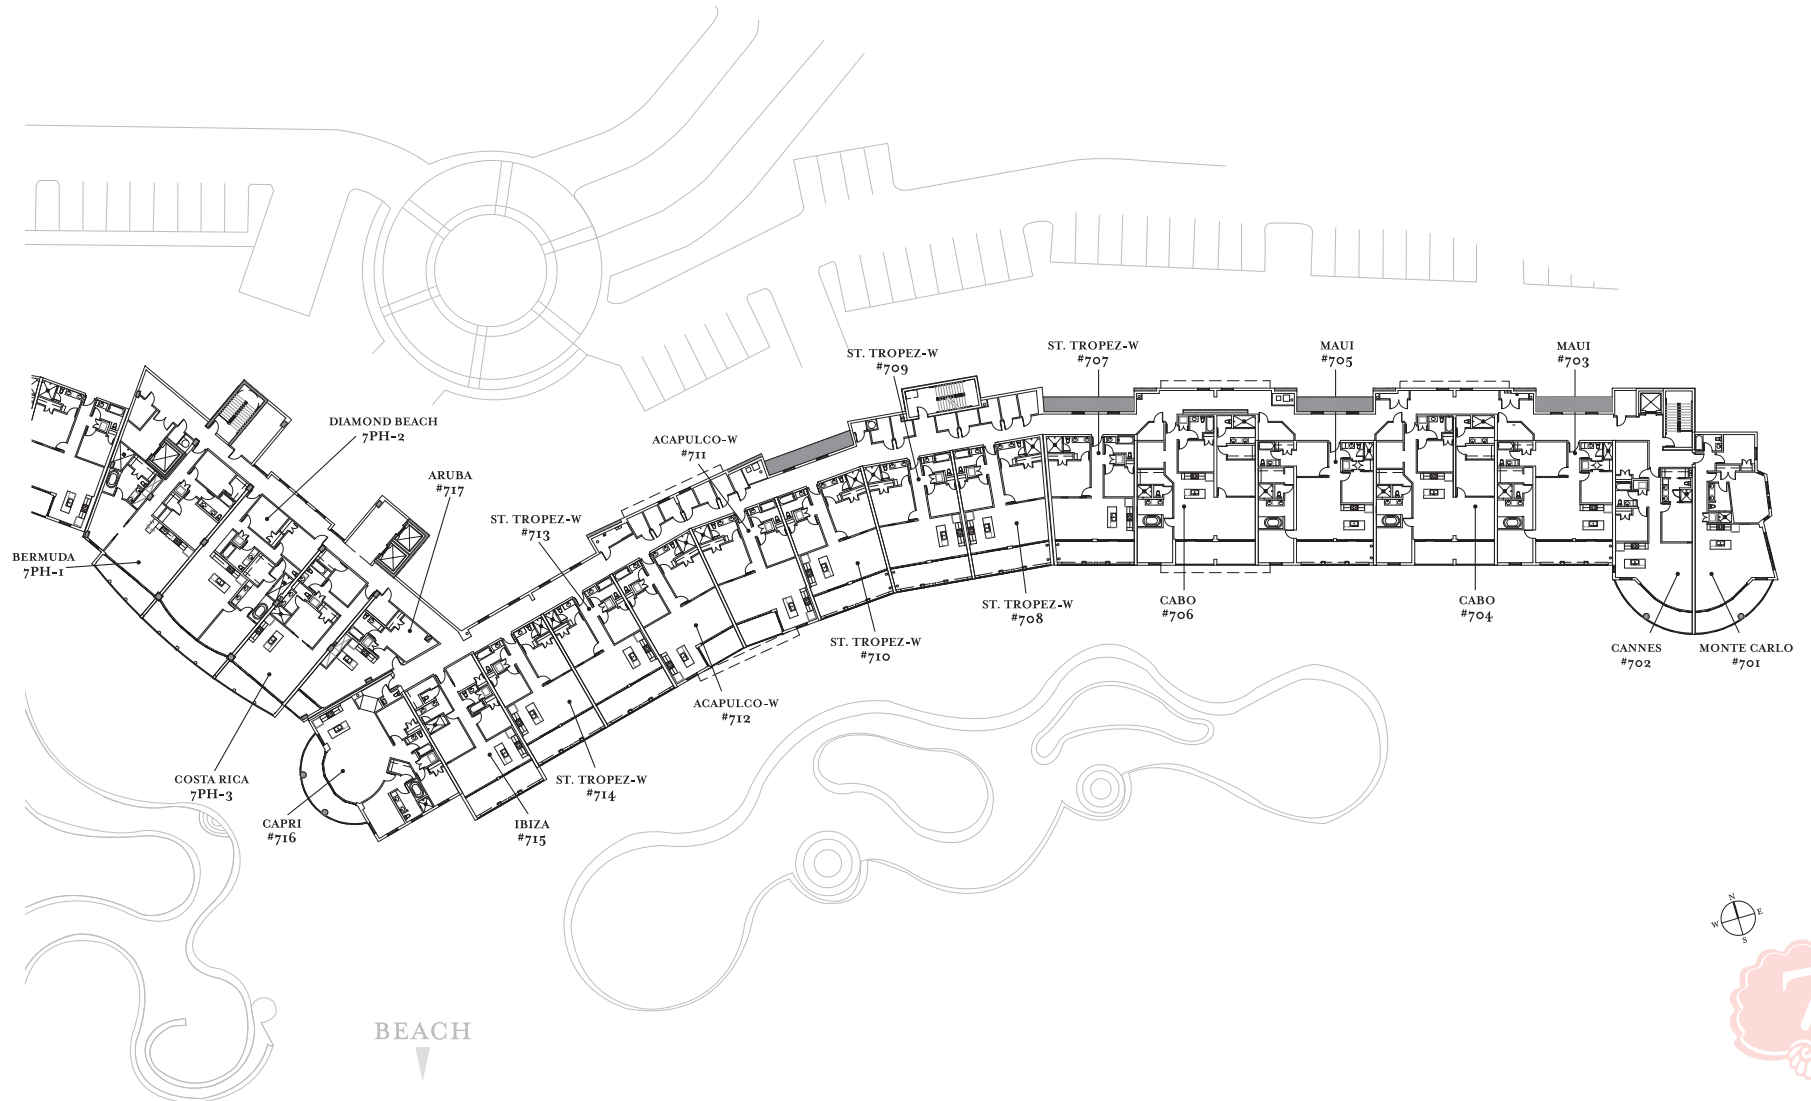 ST. TROPEZ-W
#709
ST. TROPEZ-W
#707
MAUI
#705
MAUI
#703
DIAMOND BEACH
7PH-2
ACAPULCO-W
#711
ARUBA
#717
ST. TROPEZ-W
#713
BERMUDA
7PH-1
ST. TROPEZ-W
#708
CABO
#706
CABO
#704
ST. TROPEZ-W
#710
CANNES
#702
MONTE CARLO
#701
ACAPULCO-W
#712
COSTA RICA
7PH-3
ST. TROPEZ-W
#714
CAPRI
#716
IBIZA
#715
N
W
E
S
BEACH
7